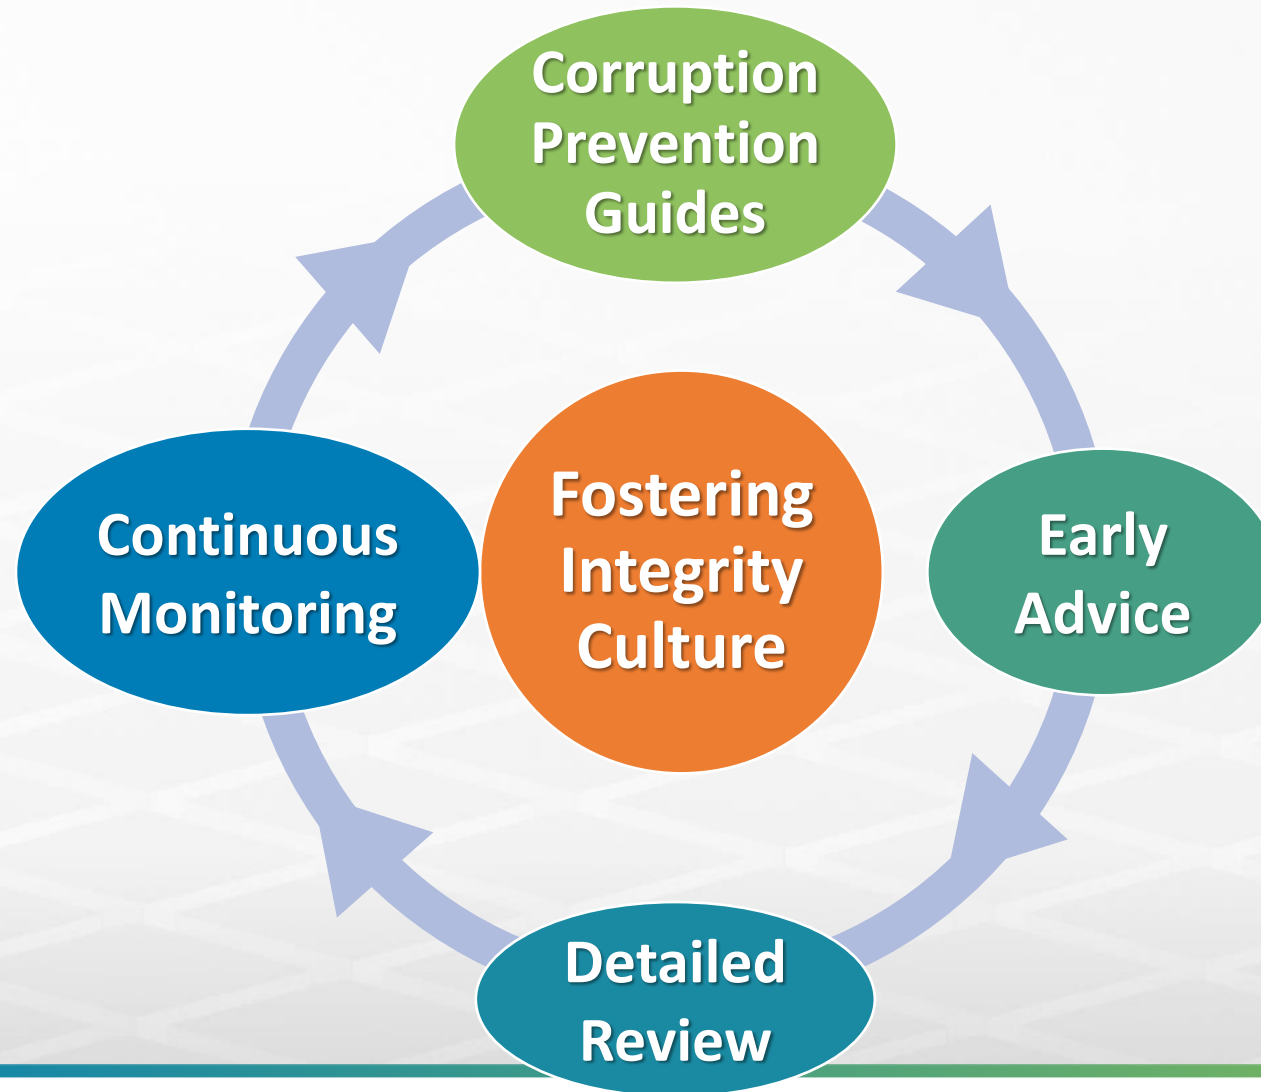 Corruption
Prevention
Guides
Continuous
Monitoring
Fostering
Integrity
Culture
Early
Advice
Detailed
Review